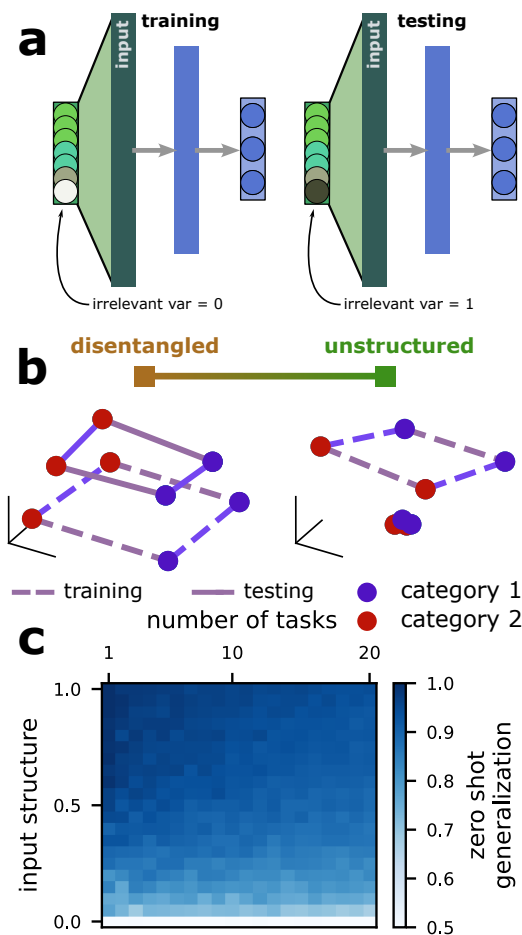 a
training
testing
input
input
irrelevant var = 0
irrelevant var = 1
disentangled
unstructured
b
training
testing
category 1
category 2
c
number of tasks
1
10
20
1.0
0.5
0.0
input structure
1.0
0.9
0.8
0.7
0.6
0.5
zero shot
generalization